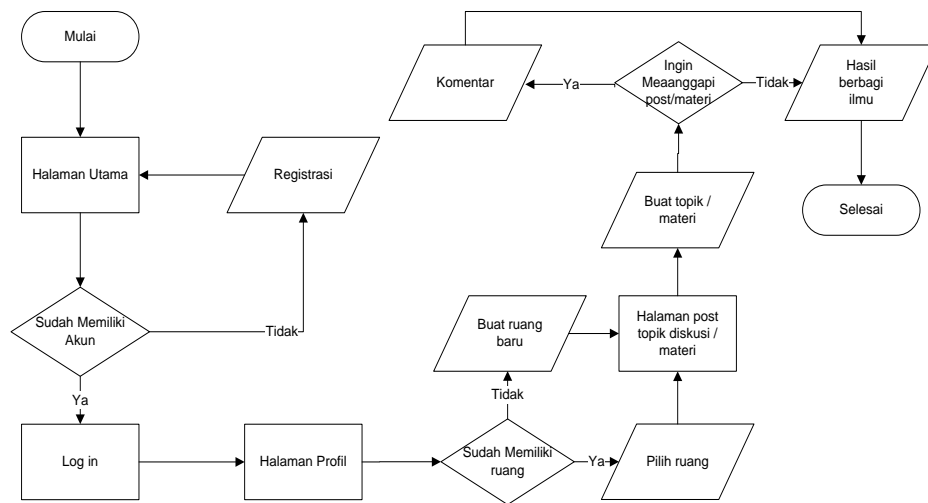 Mulai
Halaman Utama
Registrasi
Sudah Memiliki
Akun
Tidak
Ya
Log in
Halaman Profil
Sudah Memiliki
ruang
Tidak
Ya
Buat ruang
baru
Pilih ruang
Halaman post
topik diskusi /
materi
Buat topik /
materi
Ingin
Meaanggapi
post/materi
Ya
Tidak
Komentar
Hasil
berbagi
ilmu
Selesai